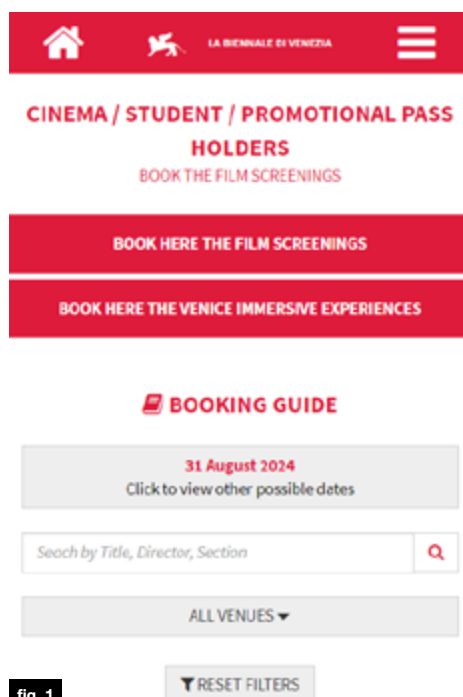 LA BIENNALE DI VENEZIA
CINEMA / STUDENT / PROMOTIONAL PASS
HOLDERS
BOOK THE FILM SCREENINGS
BOOK HERE THE FILM SCREENINGS
BOOK HERE THE VENICE IMMERSIVE EXPERIENCES
BOOKING GUIDE
31 August 2024
Click to view other possible dates
Seach by Title, Director, Section
ALL VENUES
RESET FILTERS
fig. 1